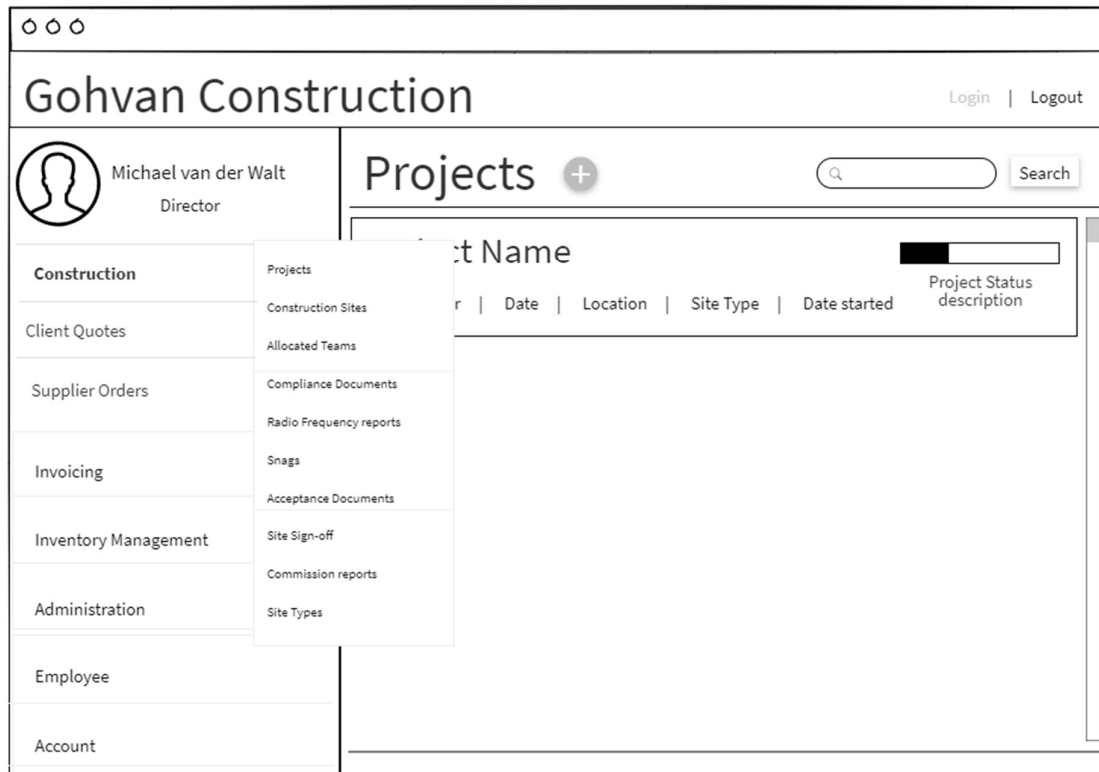 Gohvan Construction
Login | Logout
Michael van der Walt
Director
Construction
Client Quotes
Supplier Orders
Invoicing
Inventory Management
Administration
Employee
Account
Projects
Construction Sites
Allocated Teams
Compliance Documents
Radio Frequency reports
Snags
Acceptance Documents
Site Sign-off
Commission reports
Site Types
Projects +
Search
ct Name
r | Date | Location | Site Type | Date started
Project Status
description